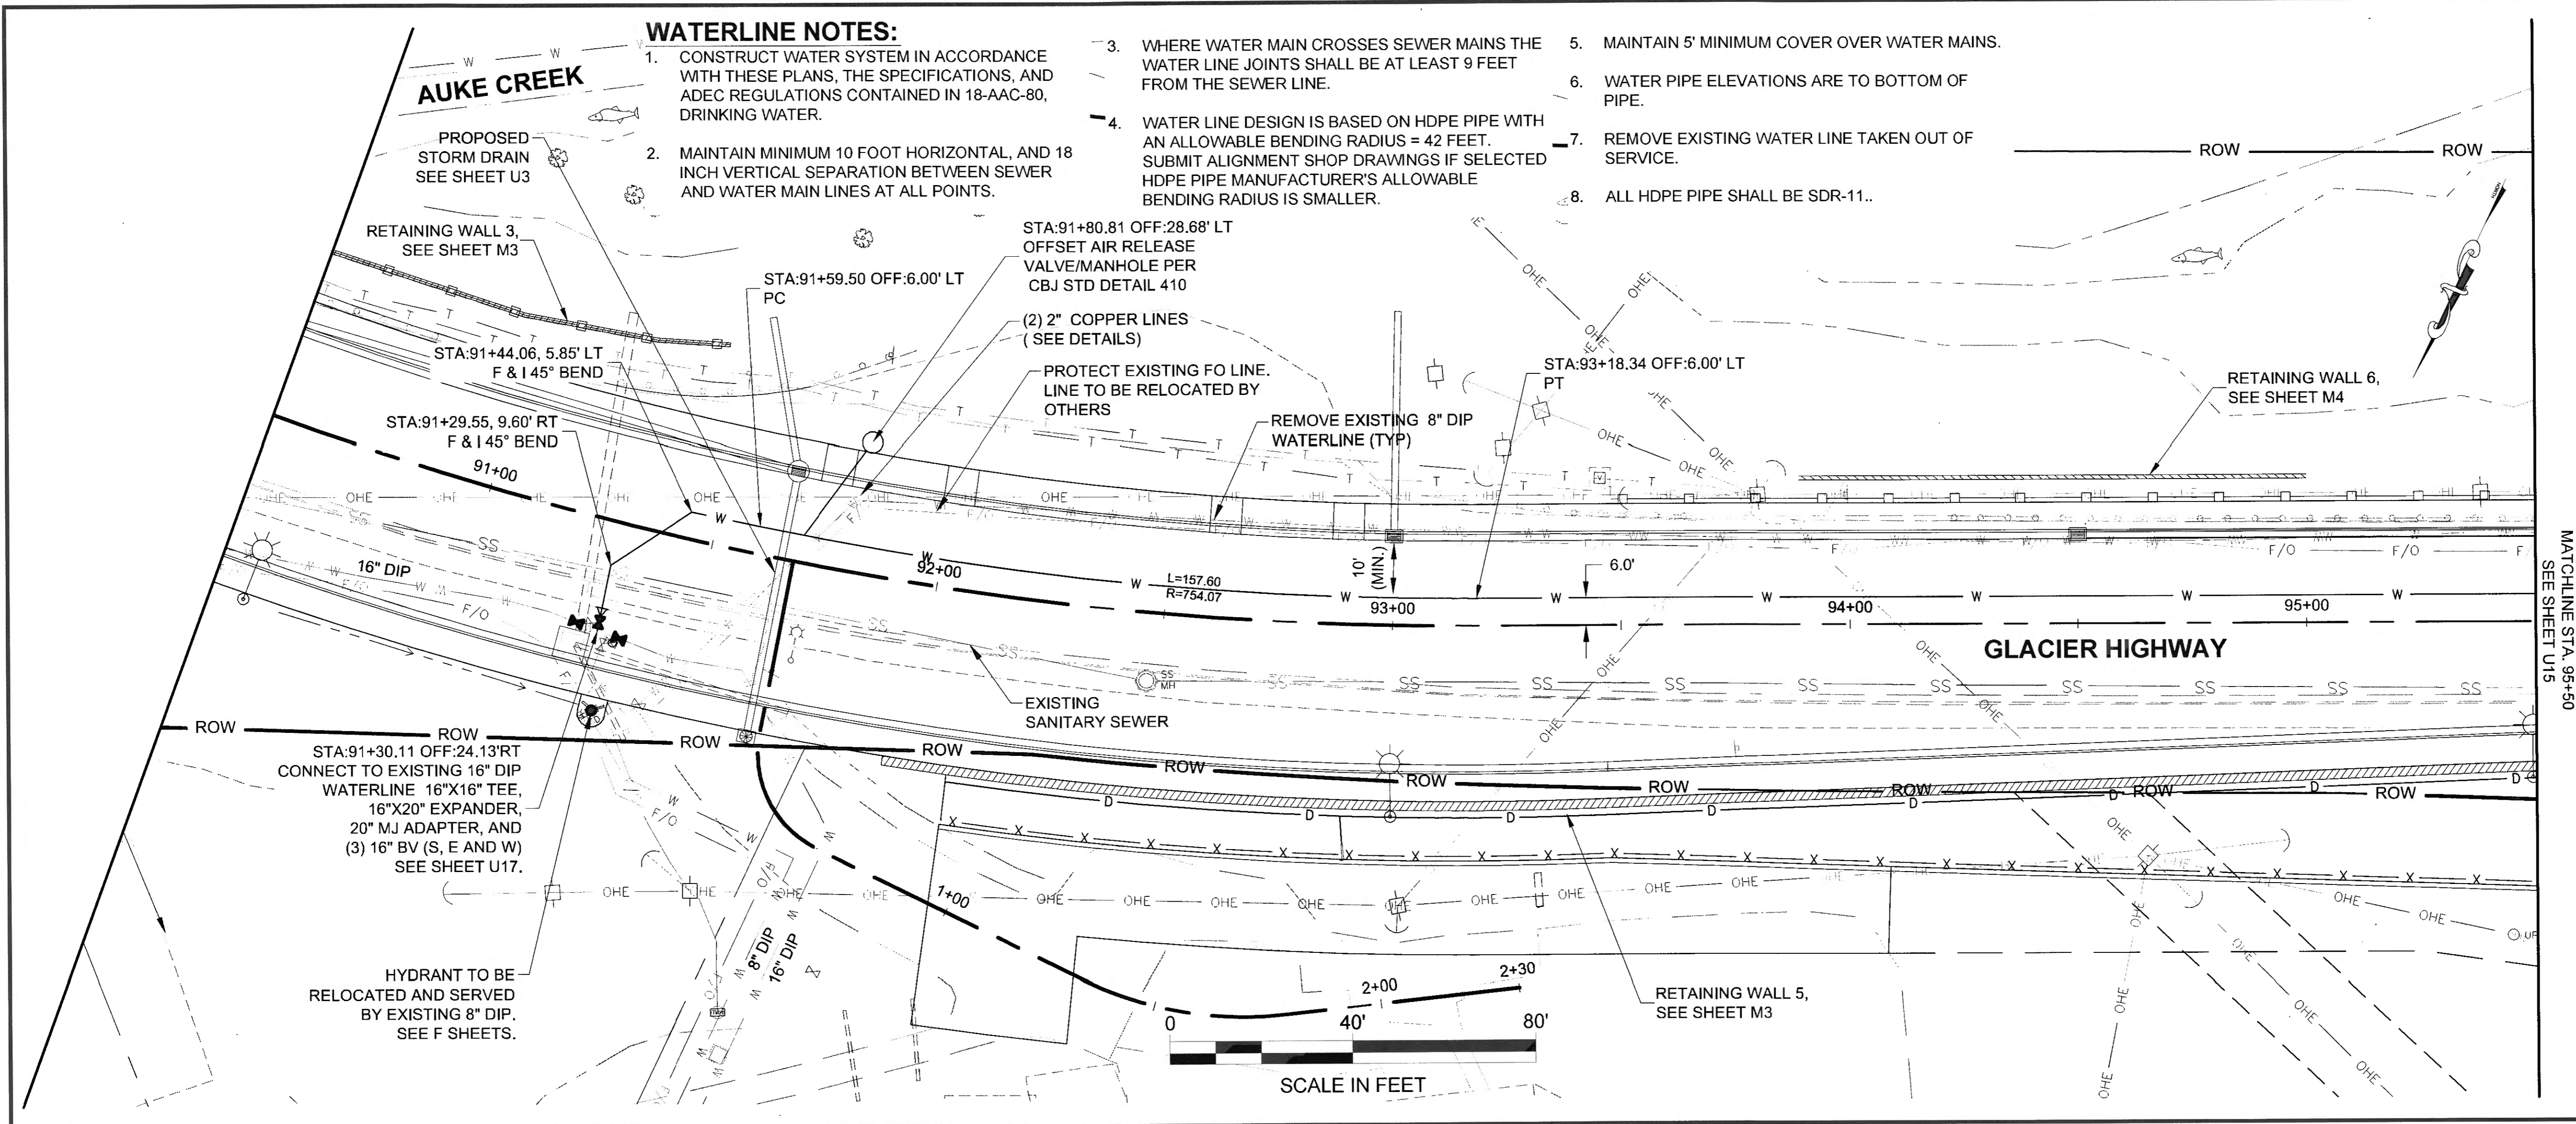 WATERLINE NOTES:
1. CONSTRUCT WATER SYSTEM IN ACCORDANCE
WITH THESE PLANS, THE SPECIFICATIONS, AND
ADEC REGULATIONS CONTAINED IN 18-AAC-80,
DRINKING WATER.
2. MAINTAIN MINIMUM 10 FOOT HORIZONTAL, AND 18
INCH VERTICAL SEPARATION BETWEEN SEWER
AND WATER MAIN LINES AT ALL POINTS.
3. WHERE WATER MAIN CROSSES SEWER MAINS THE
WATER LINE JOINTS SHALL BE AT LEAST 9 FEET
FROM THE SEWER LINE.
4. WATER LINE DESIGN IS BASED ON HDPE PIPE WITH
AN ALLOWABLE BENDING RADIUS = 42 FEET.
SUBMIT ALIGNMENT SHOP DRAWINGS IF SELECTED
HDPE PIPE MANUFACTURER'S ALLOWABLE
BENDING RADIUS IS SMALLER.
5. MAINTAIN 5' MINIMUM COVER OVER WATER MAINS.
6. WATER PIPE ELEVATIONS ARE TO BOTTOM OF
PIPE.
7. REMOVE EXISTING WATER LINE TAKEN OUT OF
SERVICE.
8. ALL HDPE PIPE SHALL BE SDR-11..
AUKE CREEK
PROPOSED
STORM DRAIN
SEE SHEET U3
RETAINING WALL 3,
SEE SHEET M3
STA:91+44.06, 5.85' LT
F & I 45° BEND
STA:91+29.55, 9.60' RT
F & I 45° BEND
STA:91+59.50 OFF:6.00' LT
PC
STA:91+80.81 OFF:28.68' LT
OFFSET AIR RELEASE
VALVE/MANHOLE PER
CBJ STD DETAIL 410
(2) 2" COPPER LINES
( SEE DETAILS)
PROTECT EXISTING FO LINE.
LINE TO BE RELOCATED BY
OTHERS
REMOVE EXISTING 8" DIP
WATERLINE (TYP)
STA:93+18.34 OFF:6.00' LT
PT
RETAINING WALL 6,
SEE SHEET M4
ROW ROW
91+00
92+00
L=157.60
R=754.07
10'
(MIN.)
93+00
6.0'
94+00
95+00
GLACIER HIGHWAY
MATCHLINE STA. 95+50
SEE SHEET U15
16" DIP
SS
MH
EXISTING
SANITARY SEWER
ROW ROW ROW ROW ROW ROW ROW ROW ROW ROW
STA:91+30.11 OFF:24.13'RT
CONNECT TO EXISTING 16" DIP
WATERLINE 16"X16" TEE,
16"X20" EXPANDER,
20" MJ ADAPTER, AND
(3) 16" BV (S, E AND W)
SEE SHEET U17.
HYDRANT TO BE
RELOCATED AND SERVED
BY EXISTING 8" DIP.
SEE F SHEETS.
8" DIP
16" DIP
1+00
2+00
2+30
RETAINING WALL 5,
SEE SHEET M3
0 40' 80'
SCALE IN FEET